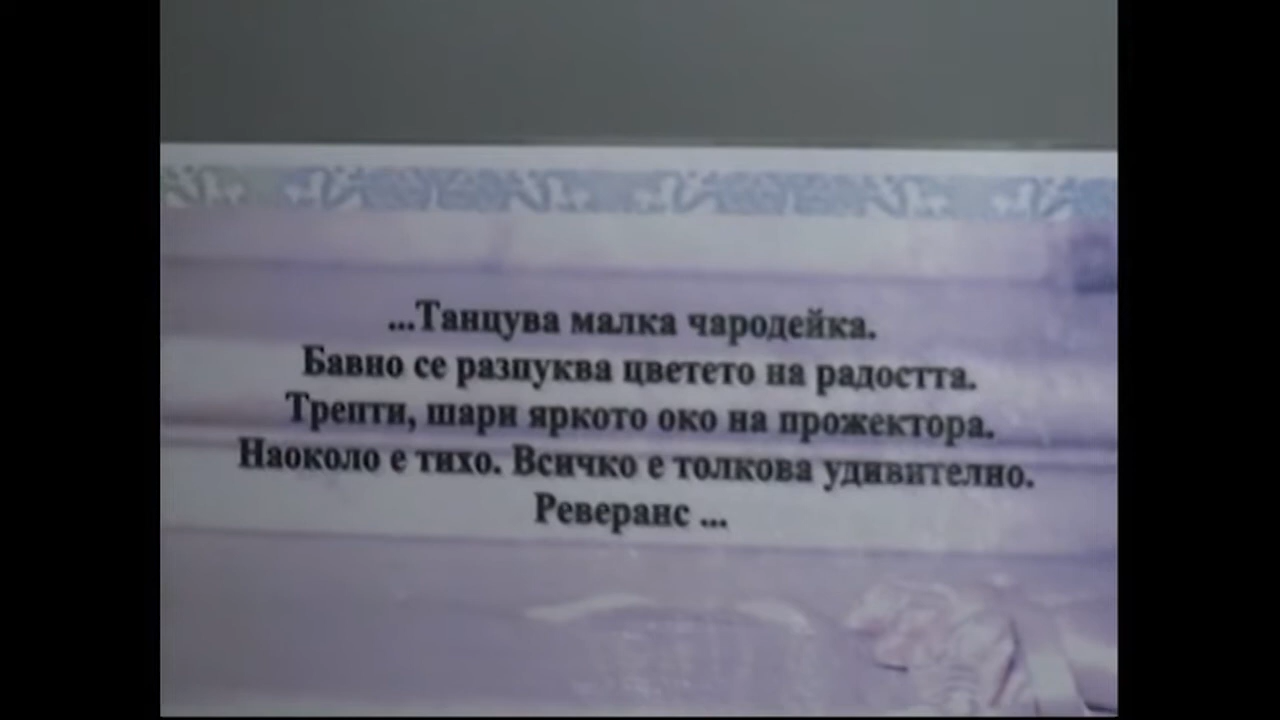 ...Танцува малка чародейка.
Бавно се разпуква цветето на радостта.
Трепти, шари яркото око на прожектора.
Наоколо е тихо. Всичко е толкова удивително.
Реверанс ...